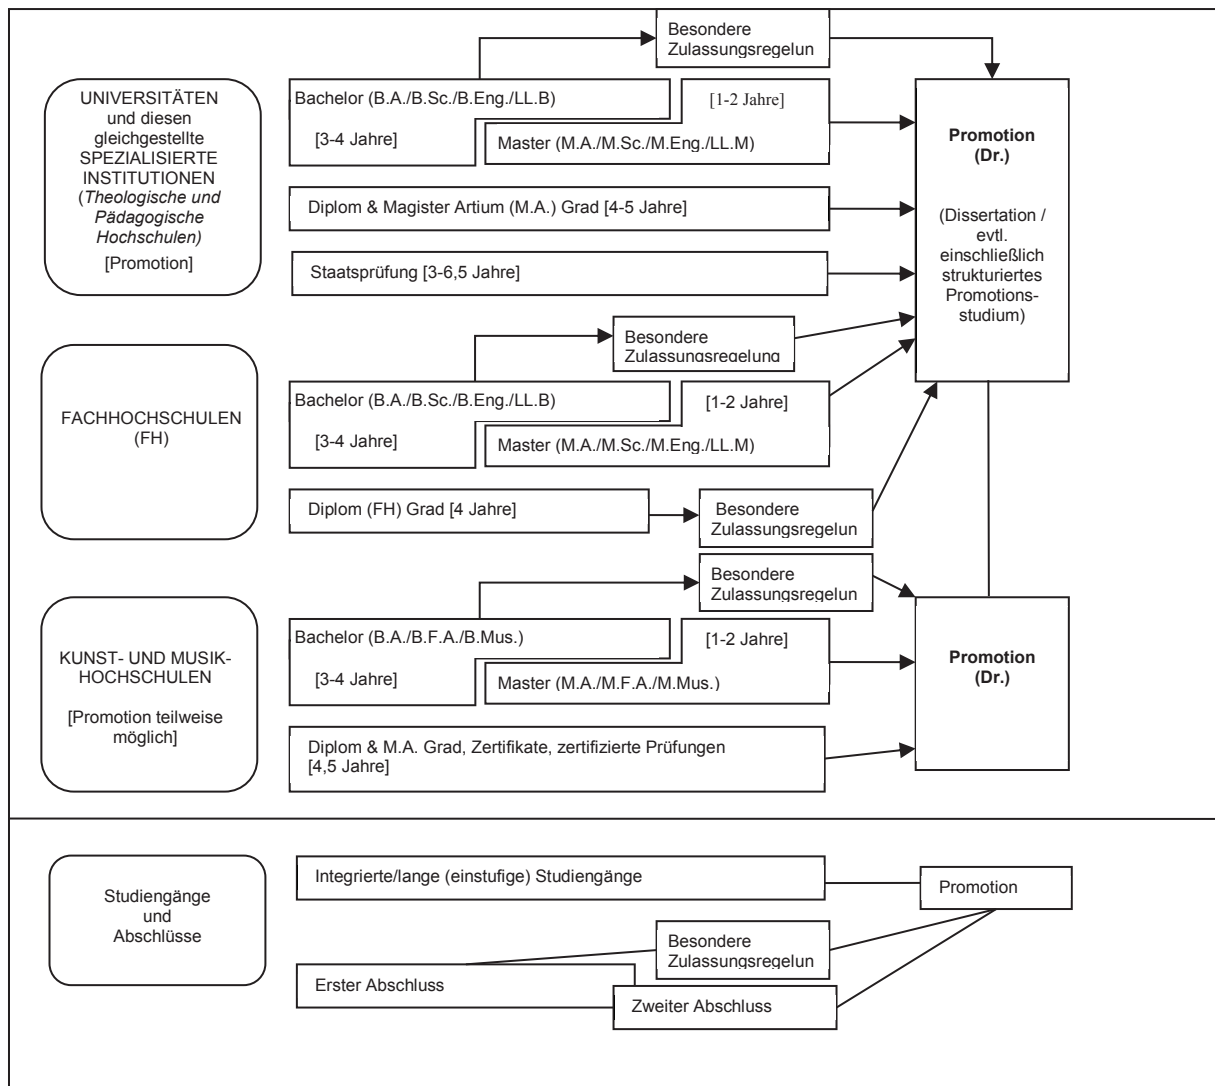 Besondere
Zulassungsregelun
UNIVERSITÄTEN
und diesen
gleichgestellte
SPEZIALISIERTE
INSTITUTIONEN
(Theologische und
Pädagogische
Hochschulen)
[Promotion]
Bachelor (B.A./B.Sc./B.Eng./LL.B)
[3-4 Jahre]
[1-2 Jahre]
Master (M.A./M.Sc./M.Eng./LL.M)
Diplom & Magister Artium (M.A.) Grad [4-5 Jahre]
Staatsprüfung [3-6,5 Jahre]
Promotion
(Dr.)
(Dissertation /
evtl.
einschließlich
strukturiertes
Promotions-
studium)
Besondere
Zulassungsregelung
FACHHOCHSCHULEN
(FH)
Bachelor (B.A./B.Sc./B.Eng./LL.B)
[3-4 Jahre]
[1-2 Jahre]
Master (M.A./M.Sc./M.Eng./LL.M)
Diplom (FH) Grad [4 Jahre]
Besondere
Zulassungsregelun
Besondere
Zulassungsregelun
KUNST- UND MUSIK-
HOCHSCHULEN
[Promotion teilweise
möglich]
Bachelor (B.A./B.F.A./B.Mus.)
[3-4 Jahre]
[1-2 Jahre]
Master (M.A./M.F.A./M.Mus.)
Diplom & M.A. Grad, Zertifikate, zertifizierte Prüfungen
[4,5 Jahre]
Promotion
(Dr.)
Studiengänge
und
Abschlüsse
Integrierte/lange (einstufige) Studiengänge
Promotion
Besondere
Zulassungsregelun
Erster Abschluss
Zweiter Abschluss